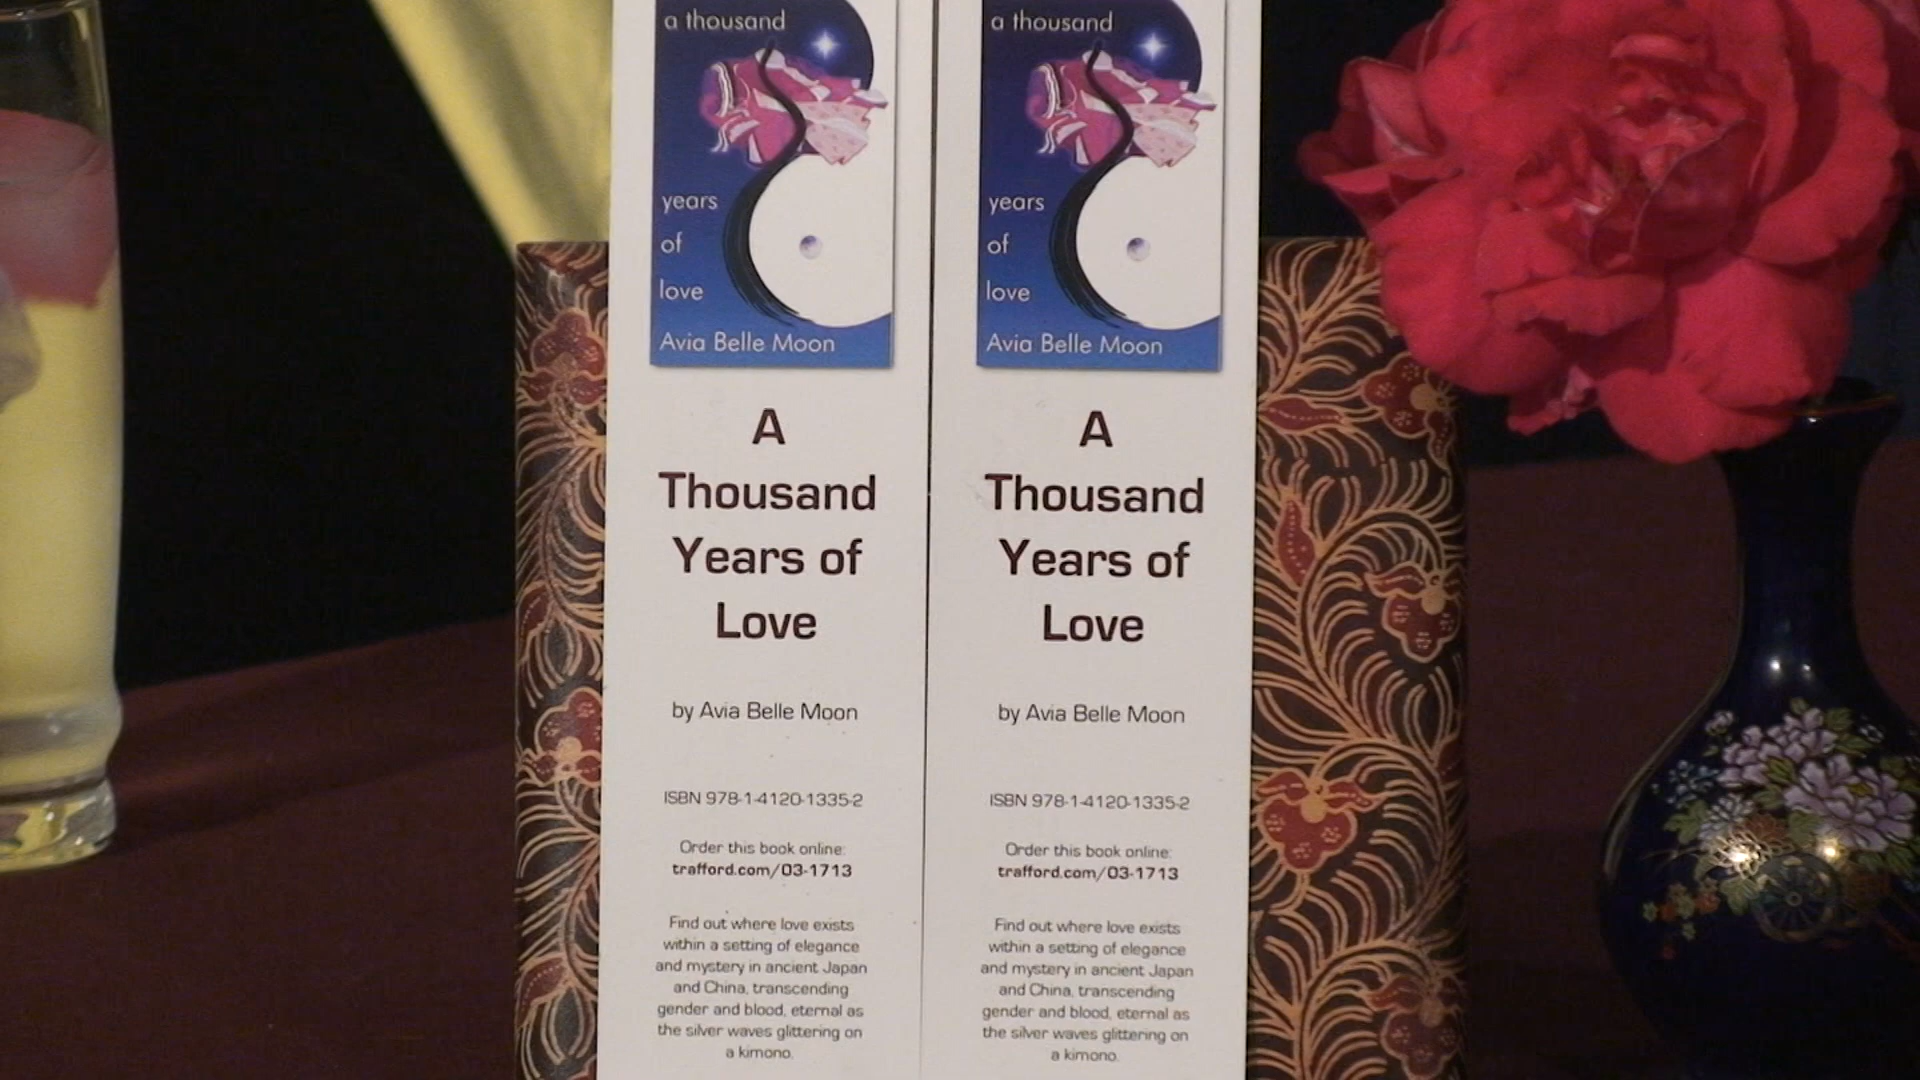 a thousand
years
of
love
Avia Belle Moon
A
Thousand
Years of
Love
by Avia Belle Moon
ISBN 978-1-4120-1335-2
Order this book online:
trafford.com/03-1713
Find out where love exists
within a setting of elegance
and mystery in ancient Japan
and China, transcending
gender and blood, eternal as
the silver waves glittering on
a kimono.
a thousand
years
of
love
Avia Belle Moon
A
Thousand
Years of
Love
by Avia Belle Moon
ISBN 978-1-4120-1335-2
Order this book online:
trafford.com/03-1713
Find out where love exists
within a setting of elegance
and mystery in ancient Japan
and China, transcending
gender and blood, eternal as
the silver waves glittering on
a kimono.